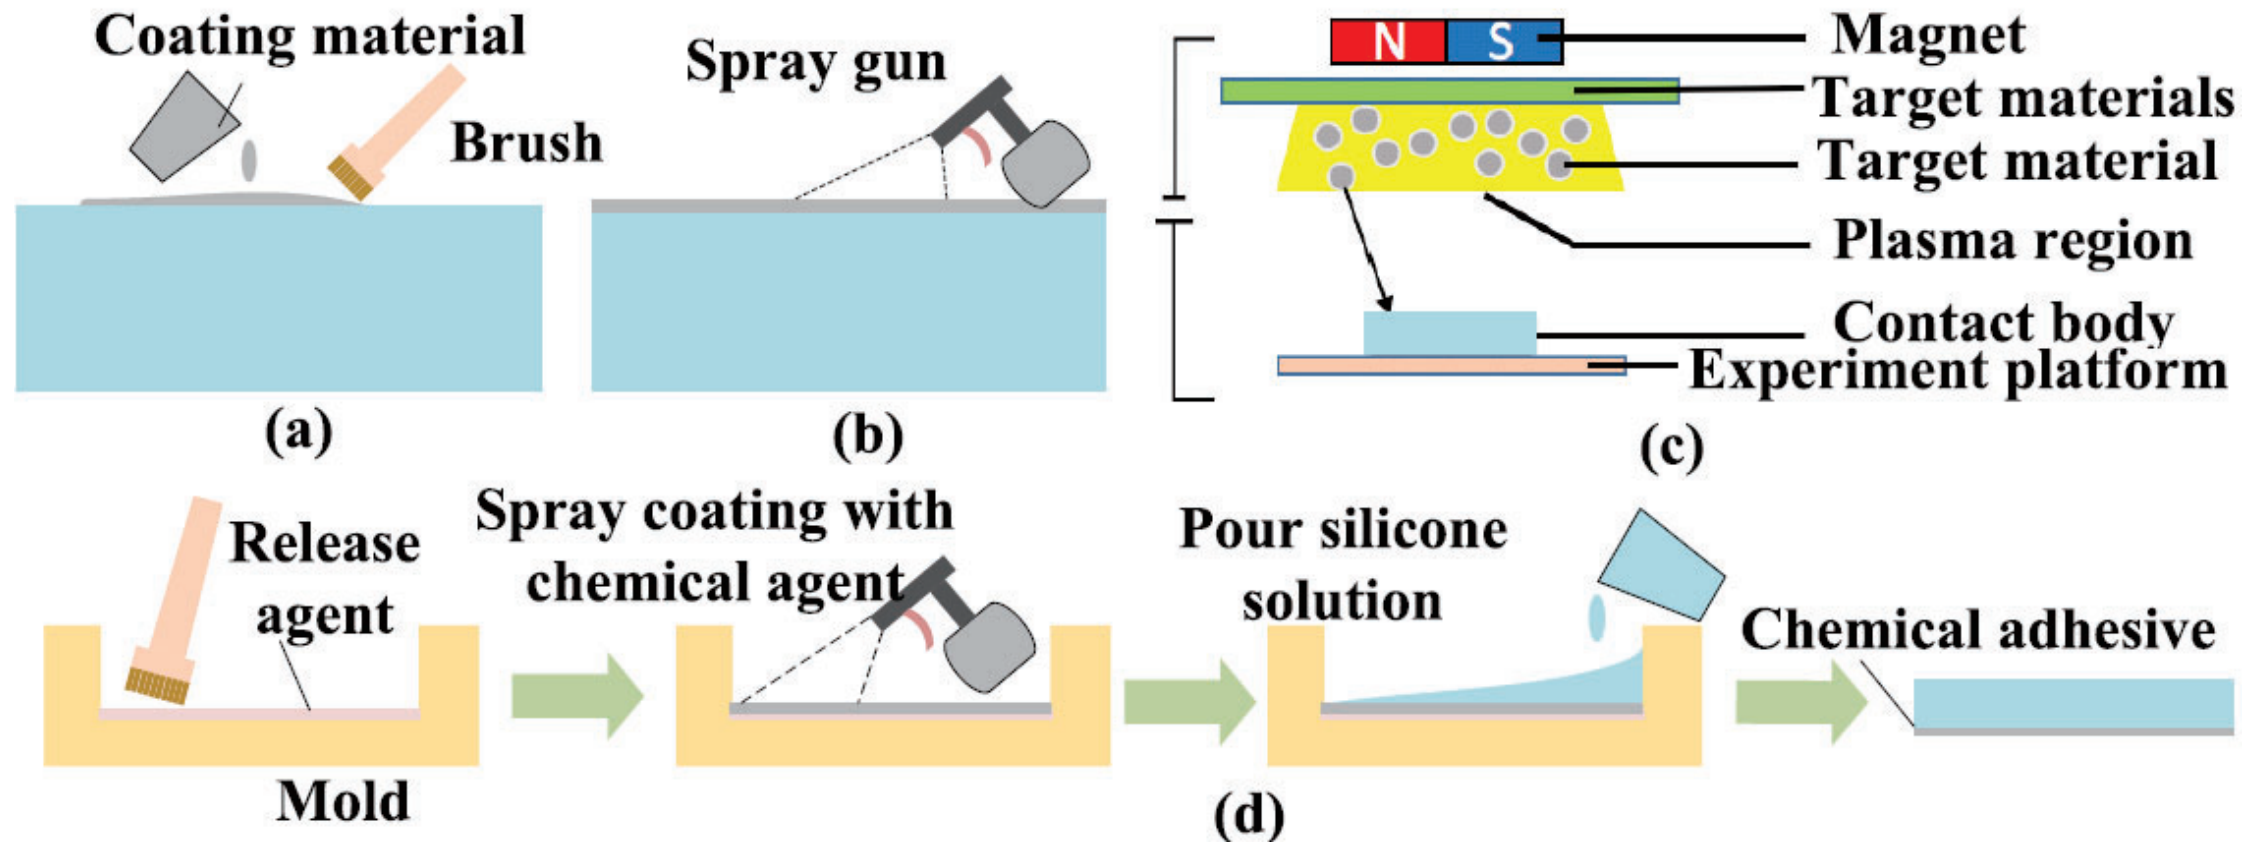 Coating material
Brush
(a)
Spray gun
(b)
N S
Magnet
Target materials
Target material
Plasma region
Contact body
Experiment platform
(c)
Release
agent
Mold
Spray coating with
chemical agent
Pour silicone
solution
Chemical adhesive
(d)